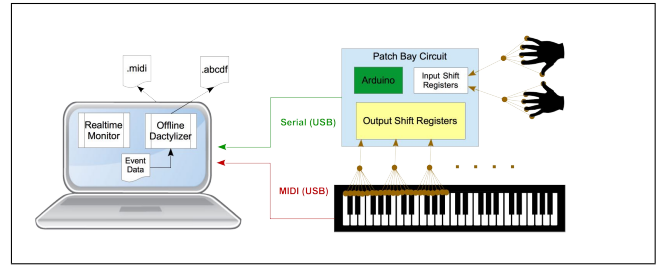 .midi
.abcdf
Realtime
Monitor
Offline
Dactylizer
Event
Data
Serial (USB)
MIDI (USB)
Patch Bay Circuit
Arduino
Input Shift
Registers
Output Shift Registers